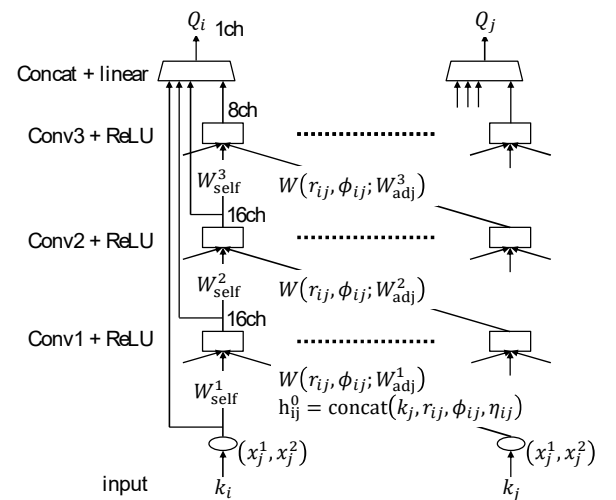 Q_i 1ch Q_j
Concat + linear
8ch
Conv3 + ReLU
W_self^3 W(r_ij, ϕ_ij; W_adj^3)
16ch
Conv2 + ReLU
W_self^2 W(r_ij, ϕ_ij; W_adj^2)
16ch
Conv1 + ReLU
W(r_ij, ϕ_ij; W_adj^1)
W_self^1 h_ij^0 = concat(k_j, r_ij, ϕ_ij, η_ij)
(x_j^1, x_j^2) (x_j^1, x_j^2)
input k_i k_j